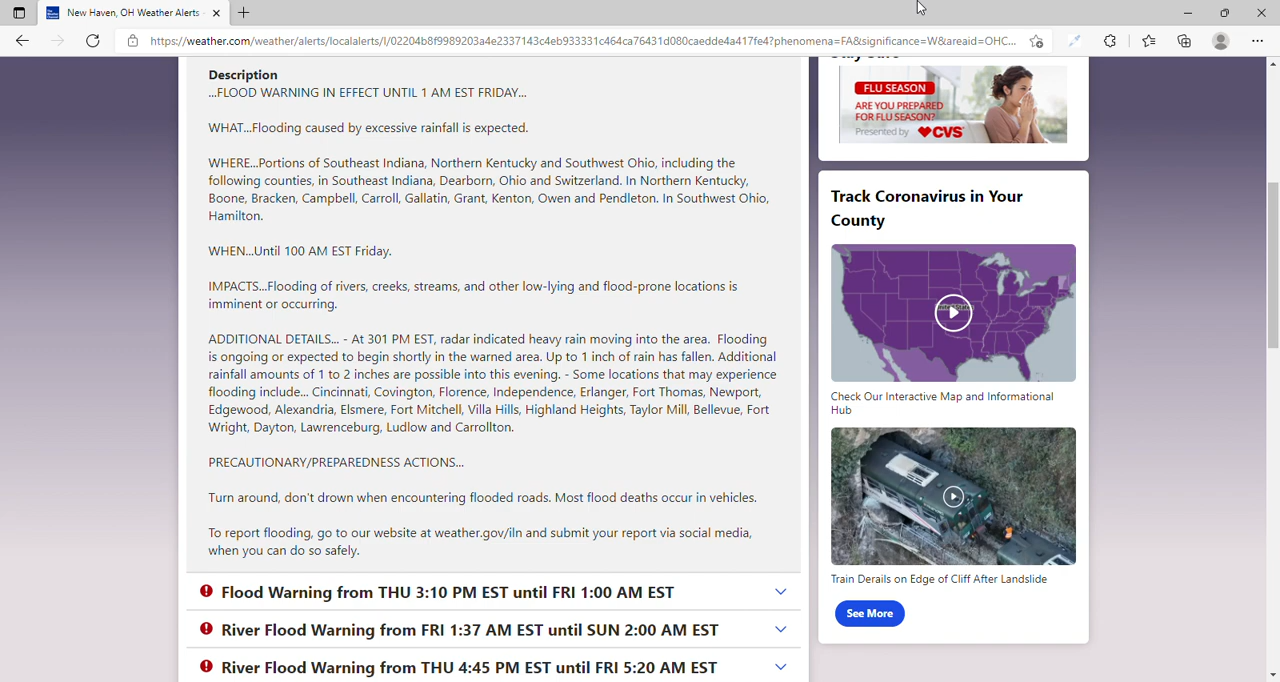 New Haven, OH Weather Alerts
https://weather.com/weather/alerts/localalerts/l/02204b8f9989203a4e2337143c4eb933331c464ca76431d080caedde4a417fe4?phenomena=FA&significance=W&areaid=OHC...
Description
...FLOOD WARNING IN EFFECT UNTIL 1 AM EST FRIDAY...
WHAT...Flooding caused by excessive rainfall is expected.
WHERE...Portions of Southeast Indiana, Northern Kentucky and Southwest Ohio, including the
following counties, in Southeast Indiana, Dearborn, Ohio and Switzerland. In Northern Kentucky,
Boone, Bracken, Campbell, Carroll, Gallatin, Grant, Kenton, Owen and Pendleton. In Southwest Ohio,
Hamilton.
WHEN...Until 100 AM EST Friday.
IMPACTS...Flooding of rivers, creeks, streams, and other low-lying and flood-prone locations is
imminent or occurring.
ADDITIONAL DETAILS... - At 301 PM EST, radar indicated heavy rain moving into the area. Flooding
is ongoing or expected to begin shortly in the warned area. Up to 1 inch of rain has fallen. Additional
rainfall amounts of 1 to 2 inches are possible into this evening. - Some locations that may experience
flooding include... Cincinnati, Covington, Florence, Independence, Erlanger, Fort Thomas, Newport,
Edgewood, Alexandria, Elsmere, Fort Mitchell, Villa Hills, Highland Heights, Taylor Mill, Bellevue, Fort
Wright, Dayton, Lawrenceburg, Ludlow and Carrollton.
PRECAUTIONARY/PREPAREDNESS ACTIONS...
Turn around, don't drown when encountering flooded roads. Most flood deaths occur in vehicles.
To report flooding, go to our website at weather.gov/iln and submit your report via social media,
when you can do so safely.
Flood Warning from THU 3:10 PM EST until FRI 1:00 AM EST
River Flood Warning from FRI 1:37 AM EST until SUN 2:00 AM EST
River Flood Warning from THU 4:45 PM EST until FRI 5:20 AM EST
FLU SEASON
ARE YOU PREPARED
FOR FLU SEASON?
Presented by CVS
Track Coronavirus in Your
County
Check Our Interactive Map and Informational
Hub
Train Derails on Edge of Cliff After Landslide
See More